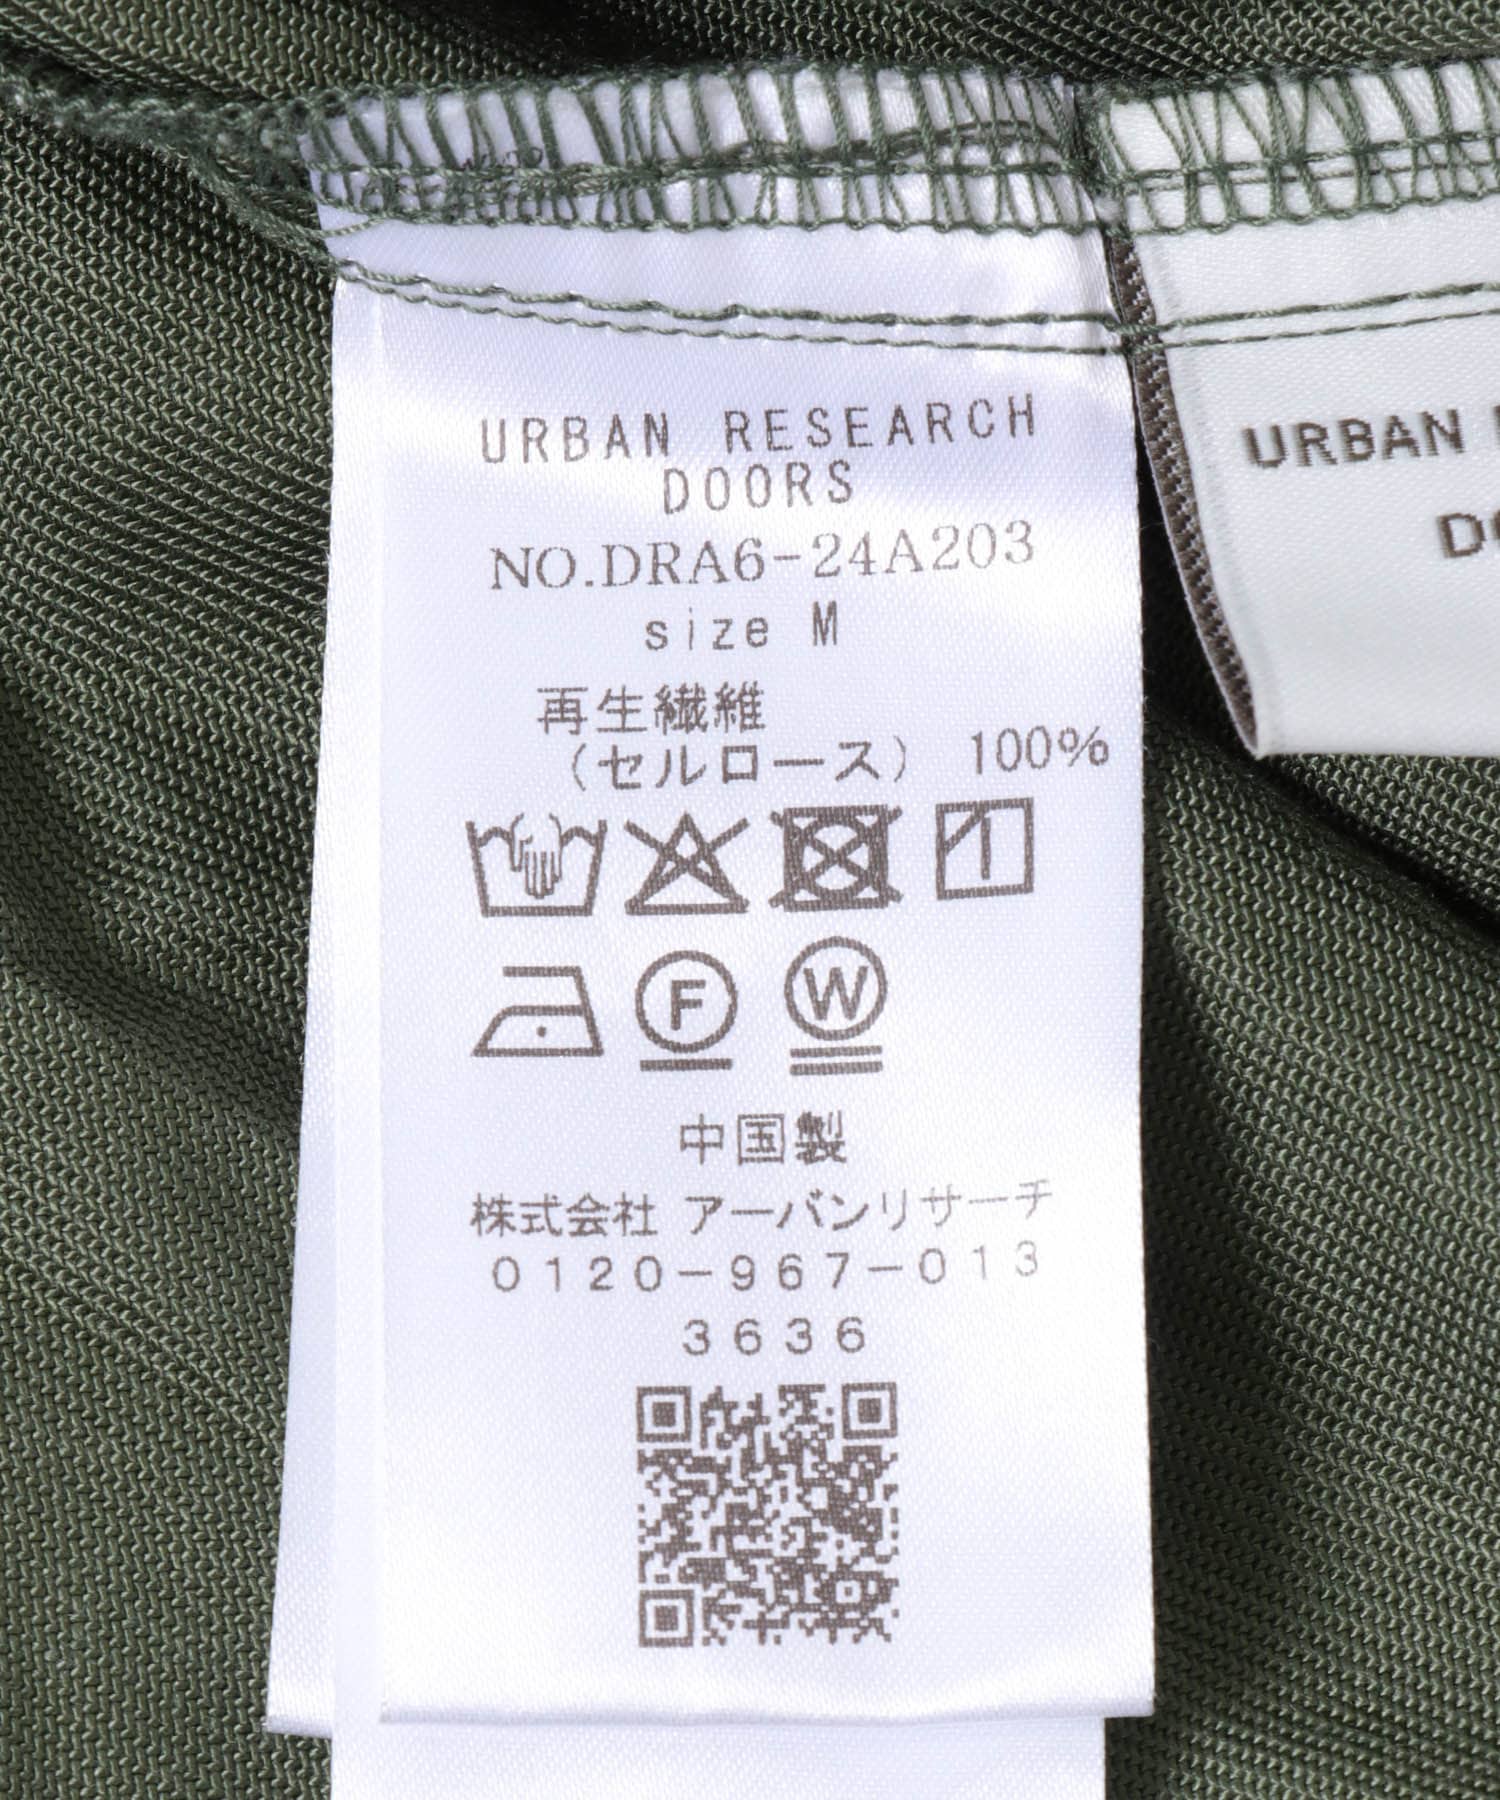 URBAN RESEARCH
DOORS
NO.DRA6-24A203
size M
再生繊維
(セルロース) 100%
F
W
中国製
株式会社 アーバンリサーチ
0120-967-013
3636
URBAN